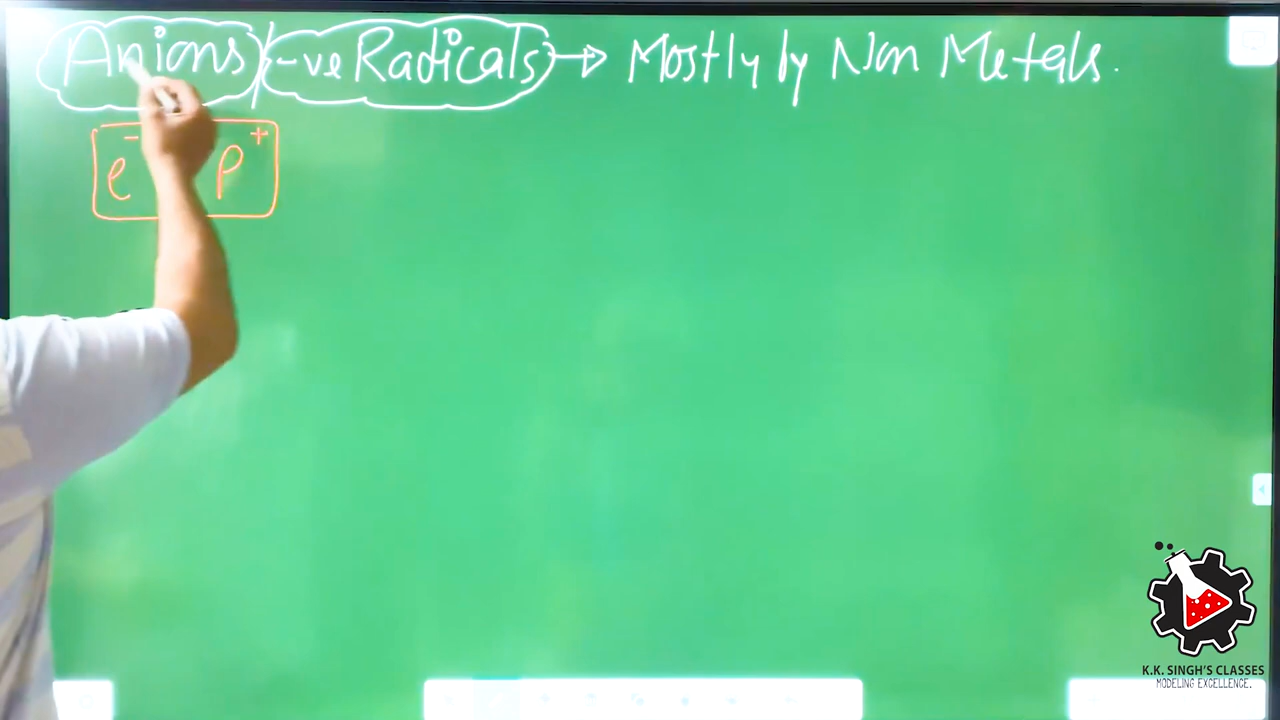 Anions/-ve Radicals → Mostly by Non Metals.
e⁻ P⁺
K.K. SINGH'S CLASSES
MODELING EXCELLENCE.